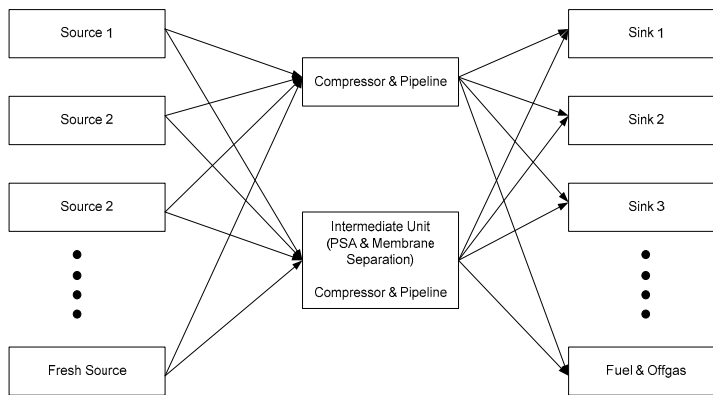 Source 1
Source 2
Source 2
Fresh Source
Compressor & Pipeline
Intermediate Unit
(PSA & Membrane
Separation)
Compressor & Pipeline
Sink 1
Sink 2
Sink 3
Fuel & Offgas